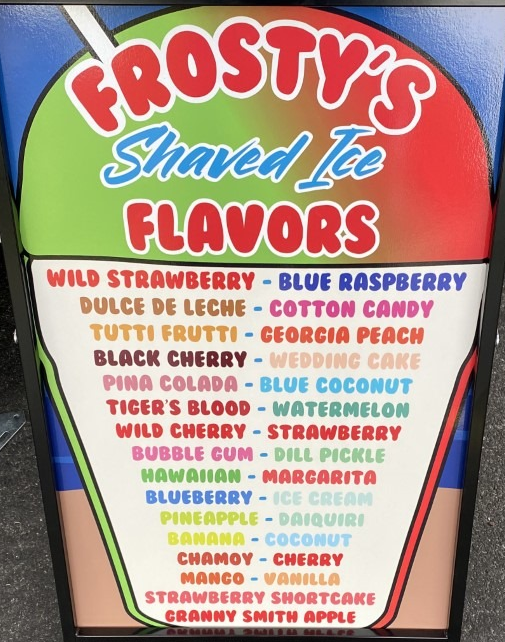 FROSTY'S
Shaved Ice
FLAVORS
WILD STRAWBERRY - BLUE RASPBERRY
DULCE DE LECHE - COTTON CANDY
TUTTI FRUTTI - GEORGIA PEACH
BLACK CHERRY - WEDDING CAKE
PINA COLADA - BLUE COCONUT
TIGER'S BLOOD - WATERMELON
WILD CHERRY - STRAWBERRY
BUBBLE GUM - DILL PICKLE
HAWAIIAN - MARGARITA
BLUEBERRY - ICE CREAM
PINEAPPLE - DAIQUIRI
BANANA - COCONUT
CHAMOY - CHERRY
MANGO - VANILLA
STRAWBERRY SHORTCAKE
GRANNY SMITH APPLE